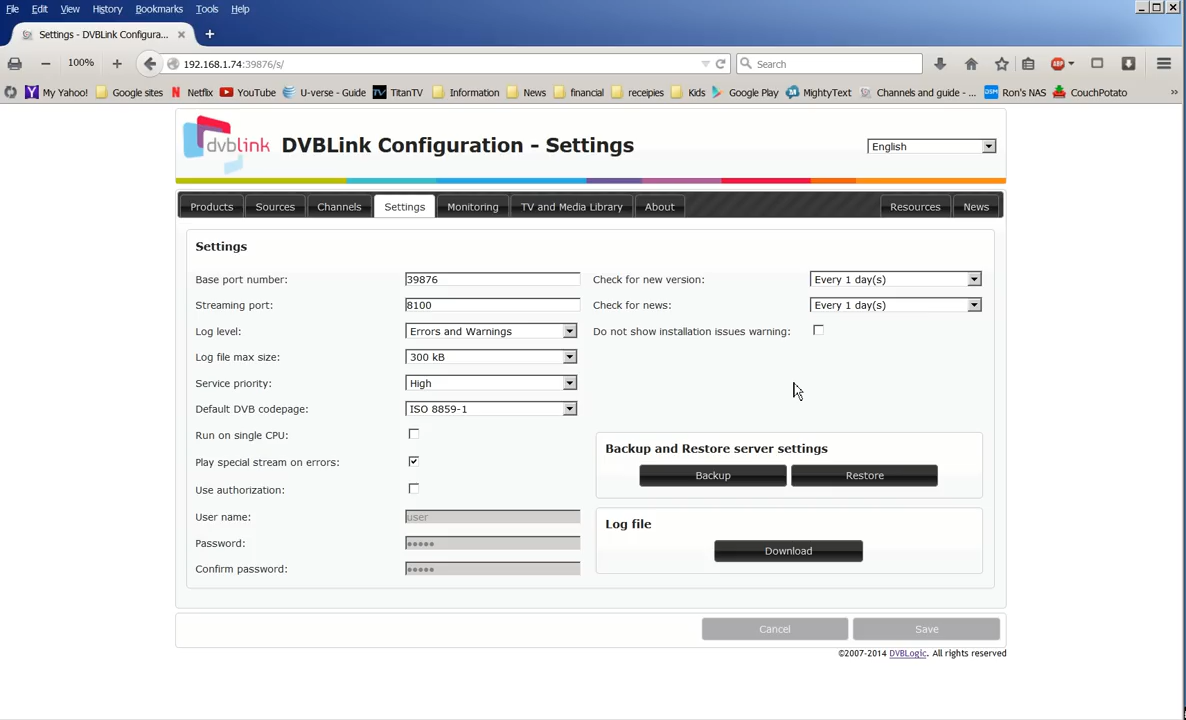 File Edit View History Bookmarks Tools Help
Settings - DVBLink Configura... × +
100% 192.168.1.74:39876/s/ Search
My Yahoo! Google sites Netflix YouTube U-verse - Guide TitanTV Information News financial receipies Kids Google Play MightyText Channels and guide - ... Ron's NAS CouchPotato »
dvblink DVBLink Configuration - Settings English
Products Sources Channels Settings Monitoring TV and Media Library About Resources News
Settings
Base port number: 39876 Check for new version: Every 1 day(s)
Streaming port: 8100 Check for news: Every 1 day(s)
Log level: Errors and Warnings Do not show installation issues warning:
Log file max size: 300 kB
Service priority: High
Default DVB codepage: ISO 8859-1
Run on single CPU:
Backup and Restore server settings
Play special stream on errors:
Backup Restore
Use authorization:
User name: user
Log file
Password: •••••
Download
Confirm password: •••••
Cancel Save
©2007-2014 DVBLogic. All rights reserved